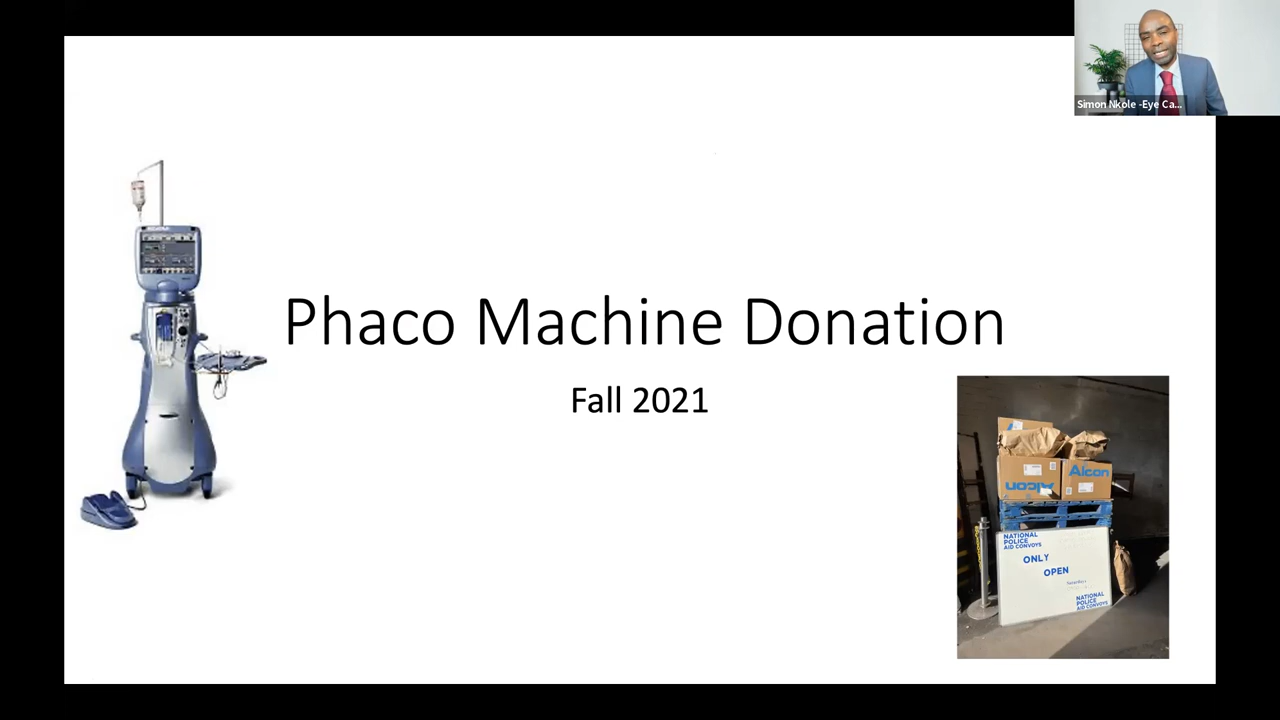 Simon Nkole -Eye Ca...
Phaco Machine Donation
Fall 2021
Alcon
Alcon
NATIONAL
POLICE
AID CONVOYS
ONLY
OPEN
NATIONAL
POLICE
AID CONVOYS